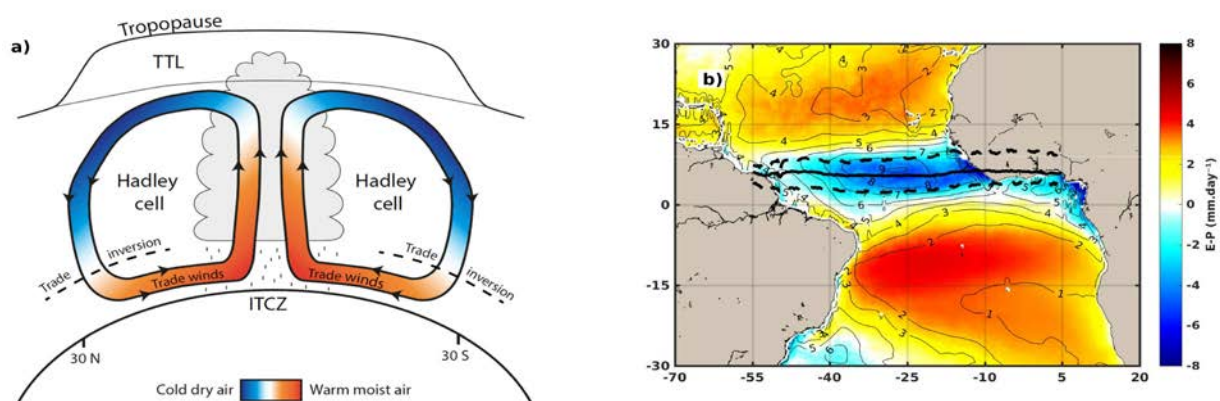 a)
Tropopause
TTL
Hadley
cell
Hadley
cell
Trade inversion
Trade inversion
Trade winds
Trade winds
ITCZ
30 N
30 S
Cold dry air
Warm moist air
b)
30
15
0
-15
-30
-70
-55
-40
-25
-10
5
20
8
6
4
2
0
-2
-4
-6
-8
E-P (mm.day⁻¹)